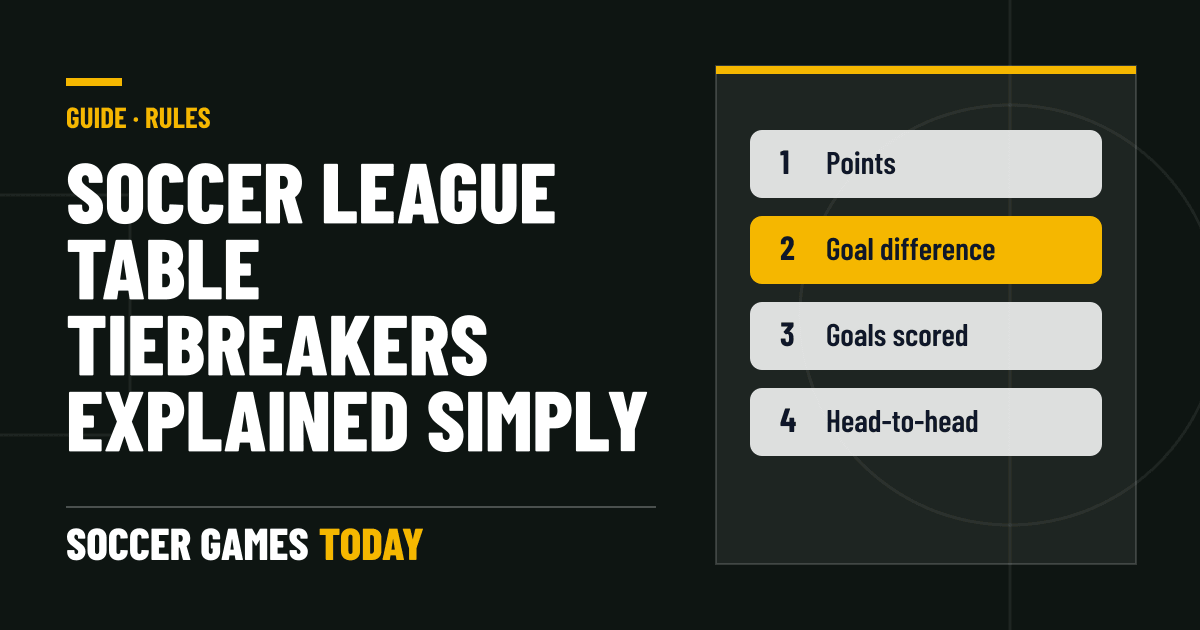 GUIDE · RULES
SOCCER LEAGUE
TABLE
TIEBREAKERS
EXPLAINED SIMPLY
SOCCER GAMES TODAY
1 Points
2 Goal difference
3 Goals scored
4 Head-to-head